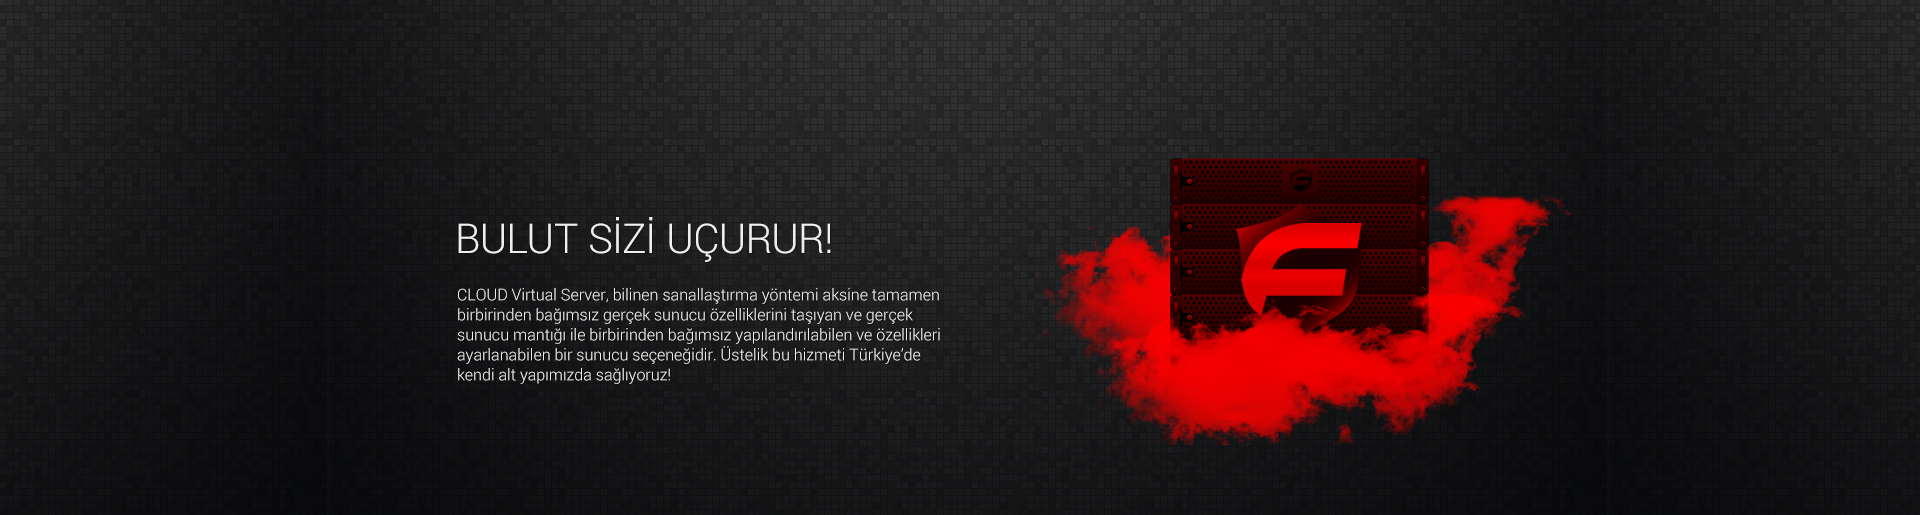 BULUT SİZİ UÇURUR!
CLOUD Virtual Server, bilinen sanallaştırma yöntemi aksine tamamen
birbirinden bağımsız gerçek sunucu özelliklerini taşıyan ve gerçek
sunucu mantığı ile birbirinden bağımsız yapılandırılabilen ve özellikleri
ayarlanabilen bir sunucu seçeneğidir. Üstelik bu hizmeti Türkiye’de
kendi alt yapımızda sağlıyoruz!